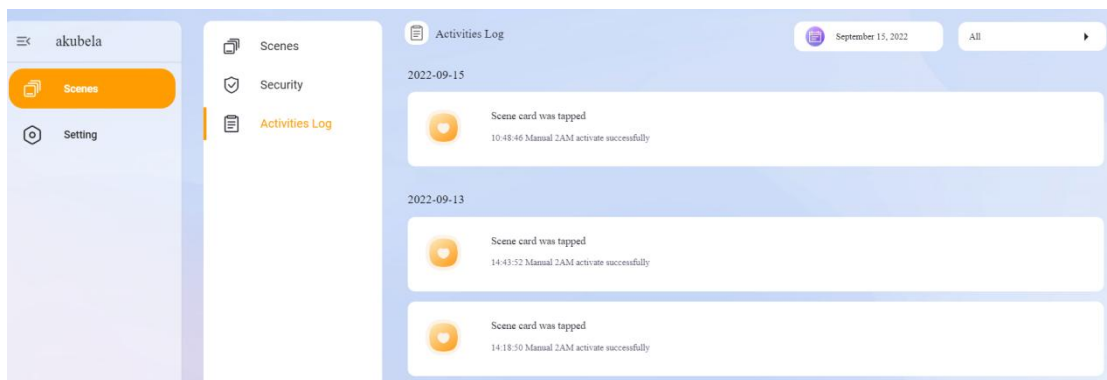 akubela
Scenes
Setting
Scenes
Security
Activities Log
Activities Log
September 15, 2022
All
2022-09-15
Scene card was tapped
10:48:46 Manual 2AM activate successfully
2022-09-13
Scene card was tapped
14:43:52 Manual 2AM activate successfully
Scene card was tapped
14:18:50 Manual 2AM activate successfully